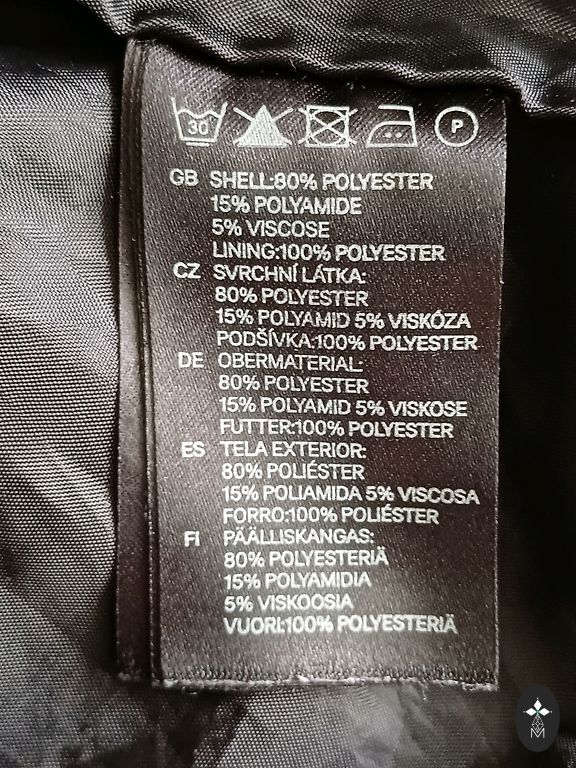 30 P
GB SHELL:80% POLYESTER
15% POLYAMIDE
5% VISCOSE
LINING:100% POLYESTER
CZ SVRCHNÍ LÁTKA:
80% POLYESTER
15% POLYAMID 5% VISKÓZA
PODŠÍVKA:100% POLYESTER
DE OBERMATERIAL:
80% POLYESTER
15% POLYAMID 5% VISKOSE
FUTTER:100% POLYESTER
ES TELA EXTERIOR:
80% POLIÉSTER
15% POLIAMIDA 5% VISCOSA
FORRO:100% POLIÉSTER
FI PÄÄLLISKANGAS:
80% POLYESTERIÄ
15% POLYAMIDIA
5% VISKOOSIA
VUORI:100% POLYESTERIÄ
M